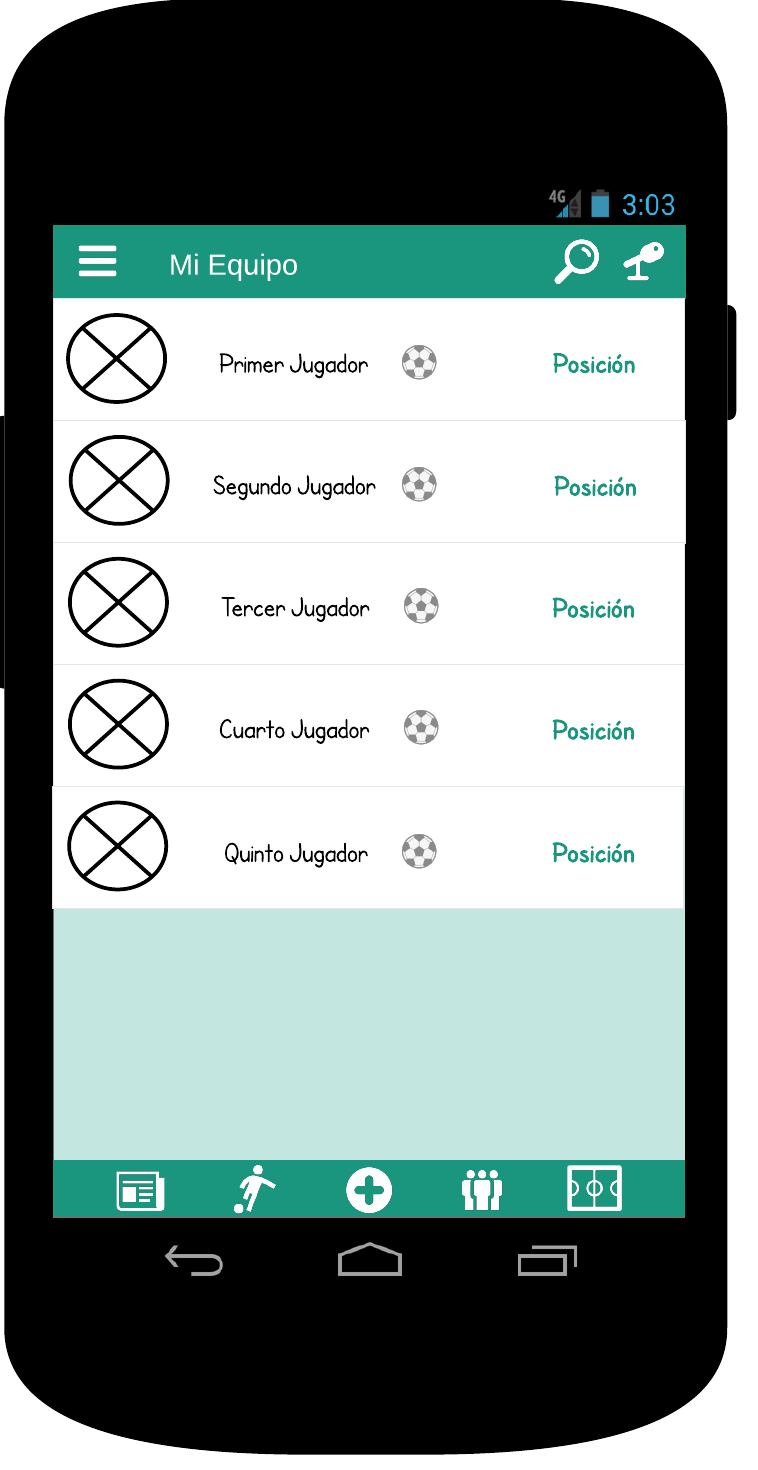 4G 3:03
Mi Equipo
Primer Jugador Posición
Segundo Jugador Posición
Tercer Jugador Posición
Cuarto Jugador Posición
Quinto Jugador Posición